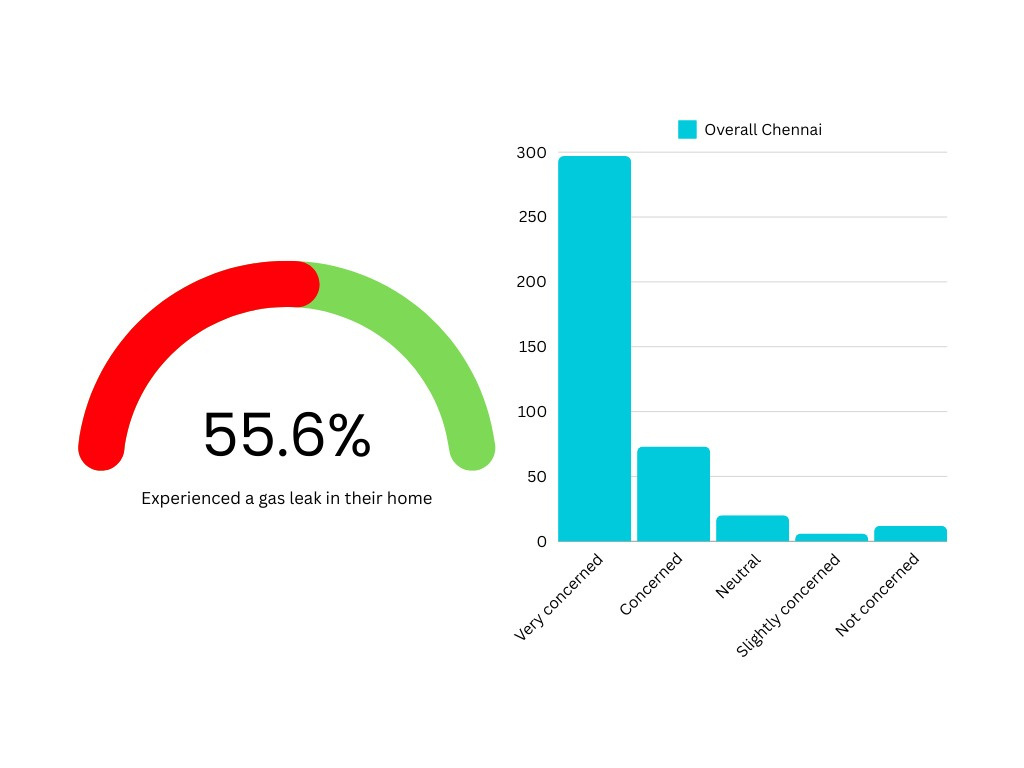 55.6%
Experienced a gas leak in their home
Overall Chennai
300
250
200
150
100
50
0
Very concerned
Concerned
Neutral
Slightly concerned
Not concerned